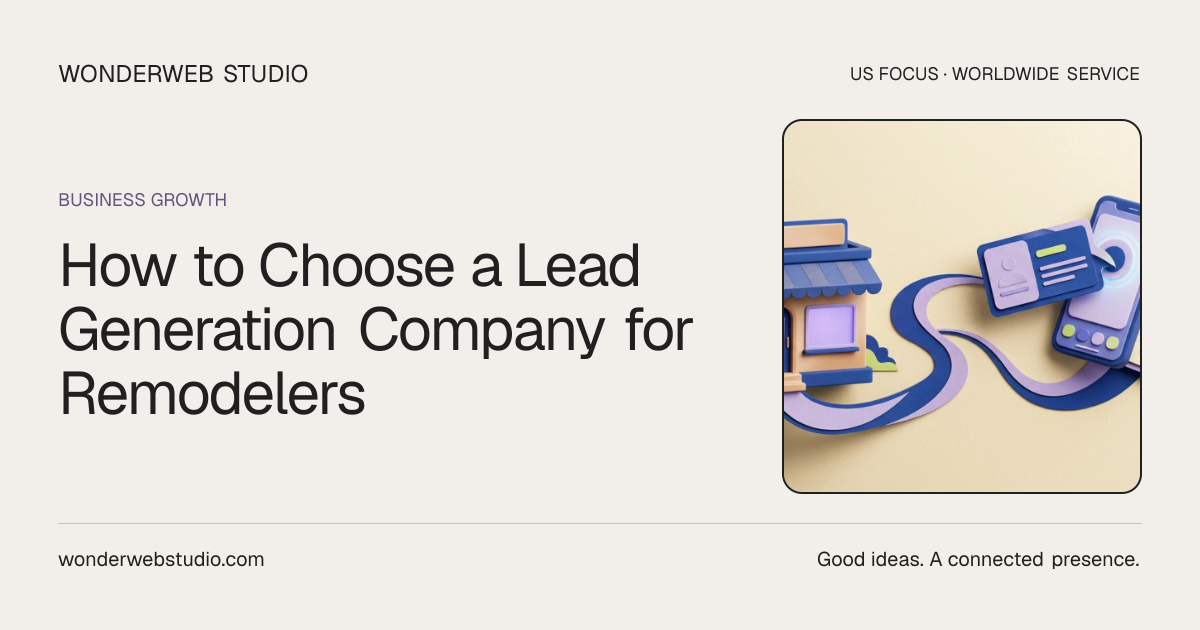 WONDERWEB STUDIO
US FOCUS · WORLDWIDE SERVICE
BUSINESS GROWTH
How to Choose a Lead
Generation Company for
Remodelers
wonderwebstudio.com
Good ideas. A connected presence.